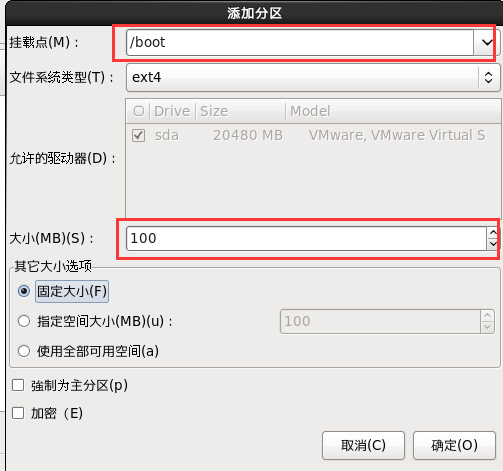 添加分区
挂载点(M)：
/boot
文件系统类型(T)：
ext4
Drive Size Model
sda 20480 MB VMware, VMware Virtual S
允许的驱动器(D)：
大小(MB)(S)：
100
其它大小选项
固定大小(F)
指定空间大小(MB)(u)：
100
使用全部可用空间(a)
強制为主分区(p)
加密（E)
取消(C) 确定(O)